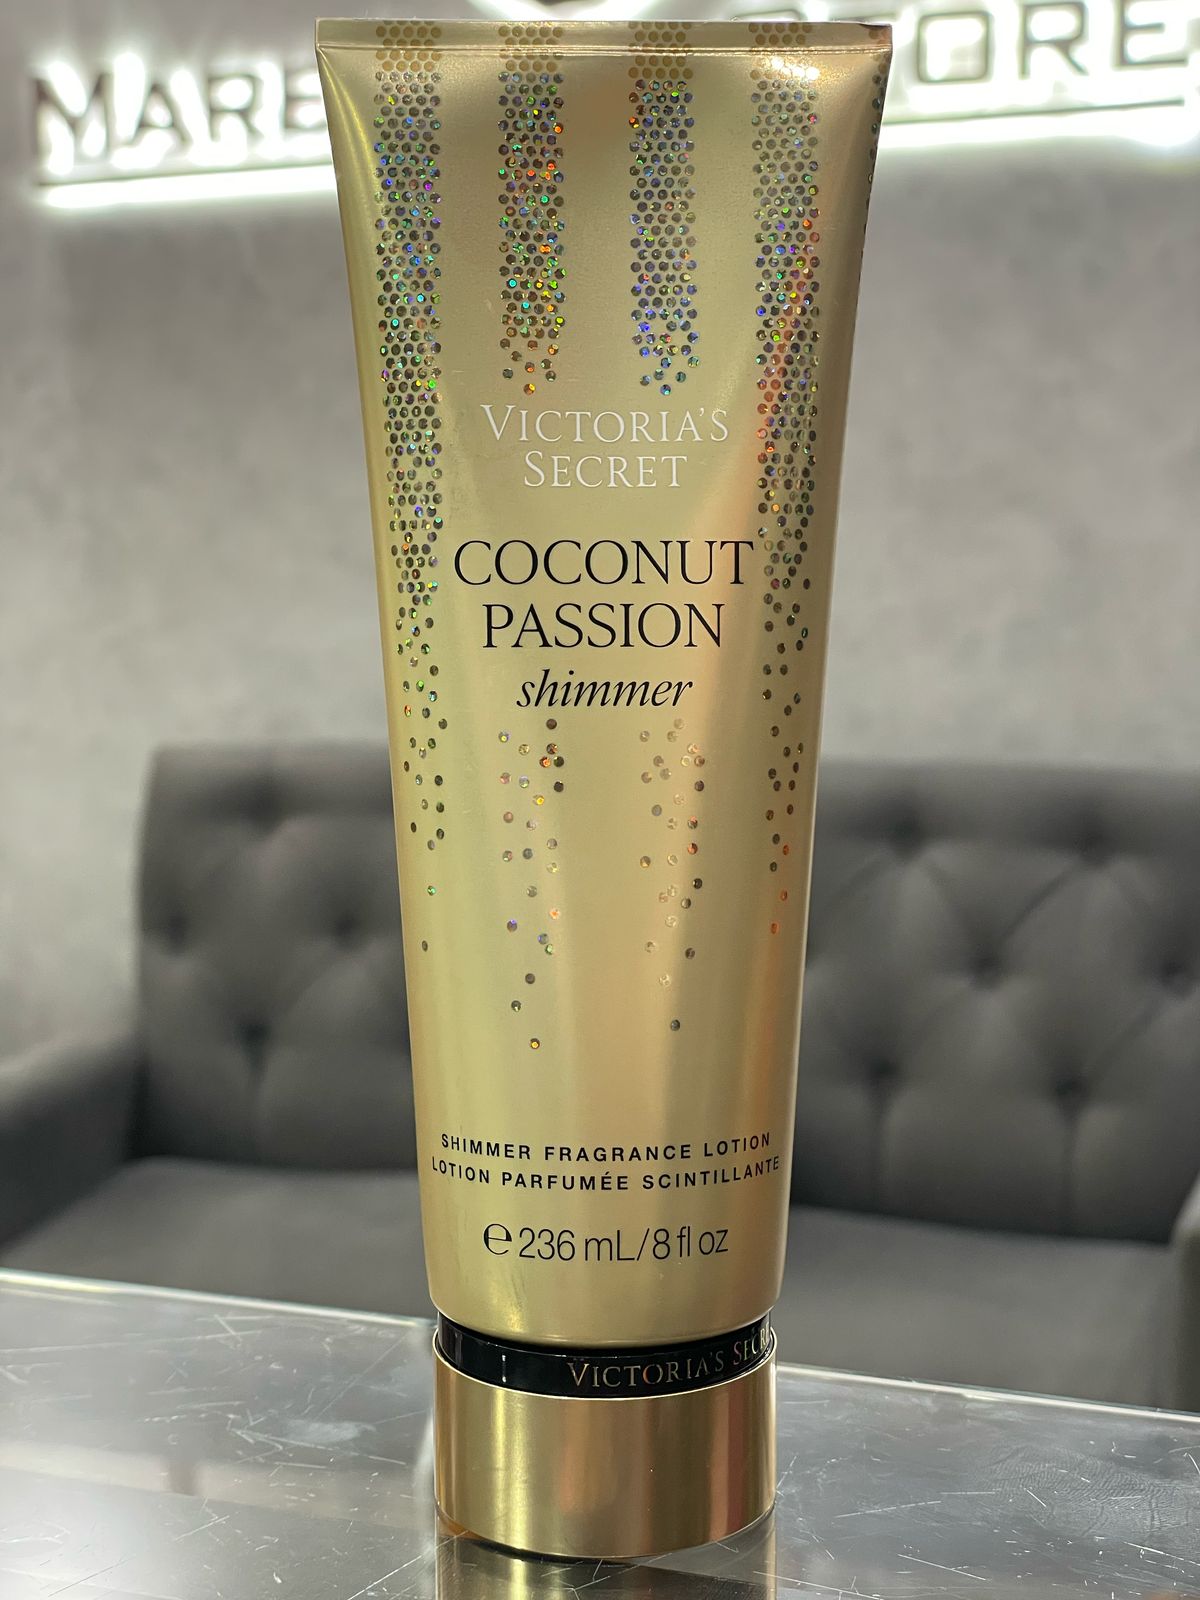 VICTORIA'S
SECRET
COCONUT
PASSION
shimmer
SHIMMER FRAGRANCE LOTION
LOTION PARFUMÉE SCINTILLANTE
℮ 236 mL/8 fl oz
VICTORIA'S